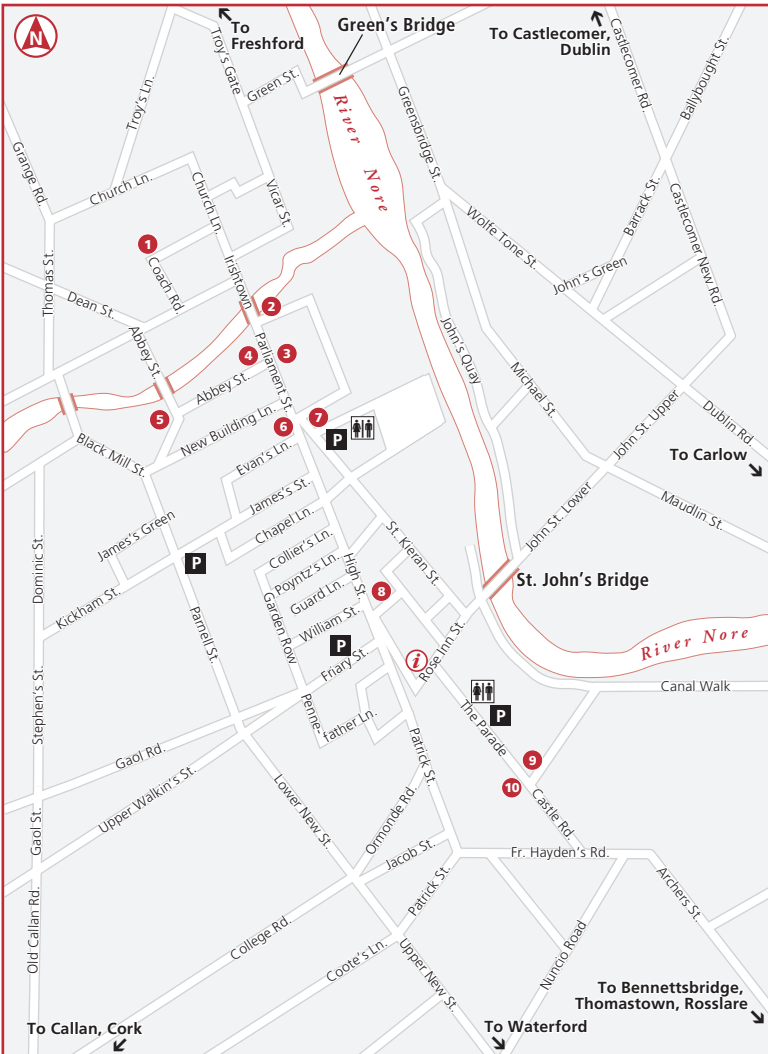 N
To
Freshford
Green's Bridge
To Castlecomer,
Dublin
Troy's Gate
Troy's Ln.
Green St.
River Nore
Greensbridge St.
Castlecomer Rd.
Ballybought St.
Grange Rd.
Church Ln.
Church Ln.
Vicar St.
Barrack St.
Castlecomer New Rd.
Wolfe Tone St.
1
Coach Rd.
Irishtown
Thomas St.
John's Green
Dean St.
2
Abbey St.
Parliament St.
John's Quay
4
3
Michael St.
Abbey St.
5
New Building Ln.
6
7
P
John St. Upper
Dublin Rd.
Black Mill St.
Evan's Ln.
To Carlow
James's St.
Maudlin St.
James's Green
Chapel Ln.
St. Kieran St.
John St. Lower
Dominic St.
Collier's Ln.
High St.
P
Poyntz's Ln.
St. John's Bridge
Kickham St.
Garden Row
Guard Ln.
8
Parnell St.
William St.
River Nore
P
i
Rose Inn St.
Friary St.
Stephen's St.
Canal Walk
Penne-
father Ln.
P
The Parade
Gaol Rd.
Patrick St.
9
Upper Walkin's St.
10
Lower New St.
Ormonde Rd.
Castle Rd.
Gaol St.
Jacob St.
Fr. Hayden's Rd.
Patrick St.
Archers St.
Old Callan Rd.
College Rd.
Coote's Ln.
Upper New St.
Nuncio Road
To Bennettsbridge,
Thomastown, Rosslare
To Callan, Cork
To Waterford